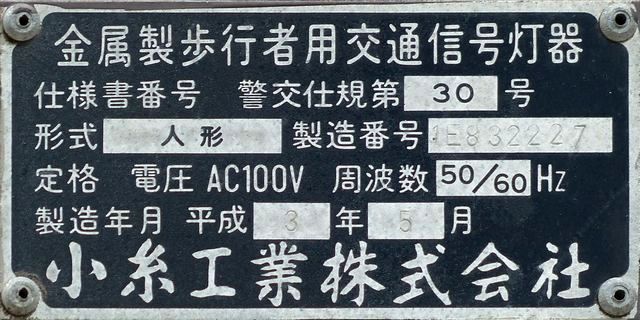 金属製歩行者用交通信号灯器
仕様書番号 警交仕規第 30 号
形式 人形 製造番号 1E832227
定格 電圧 AC100V 周波数 50/60 Hz
製造年月 平成 3 年 5 月
小糸工業株式会社